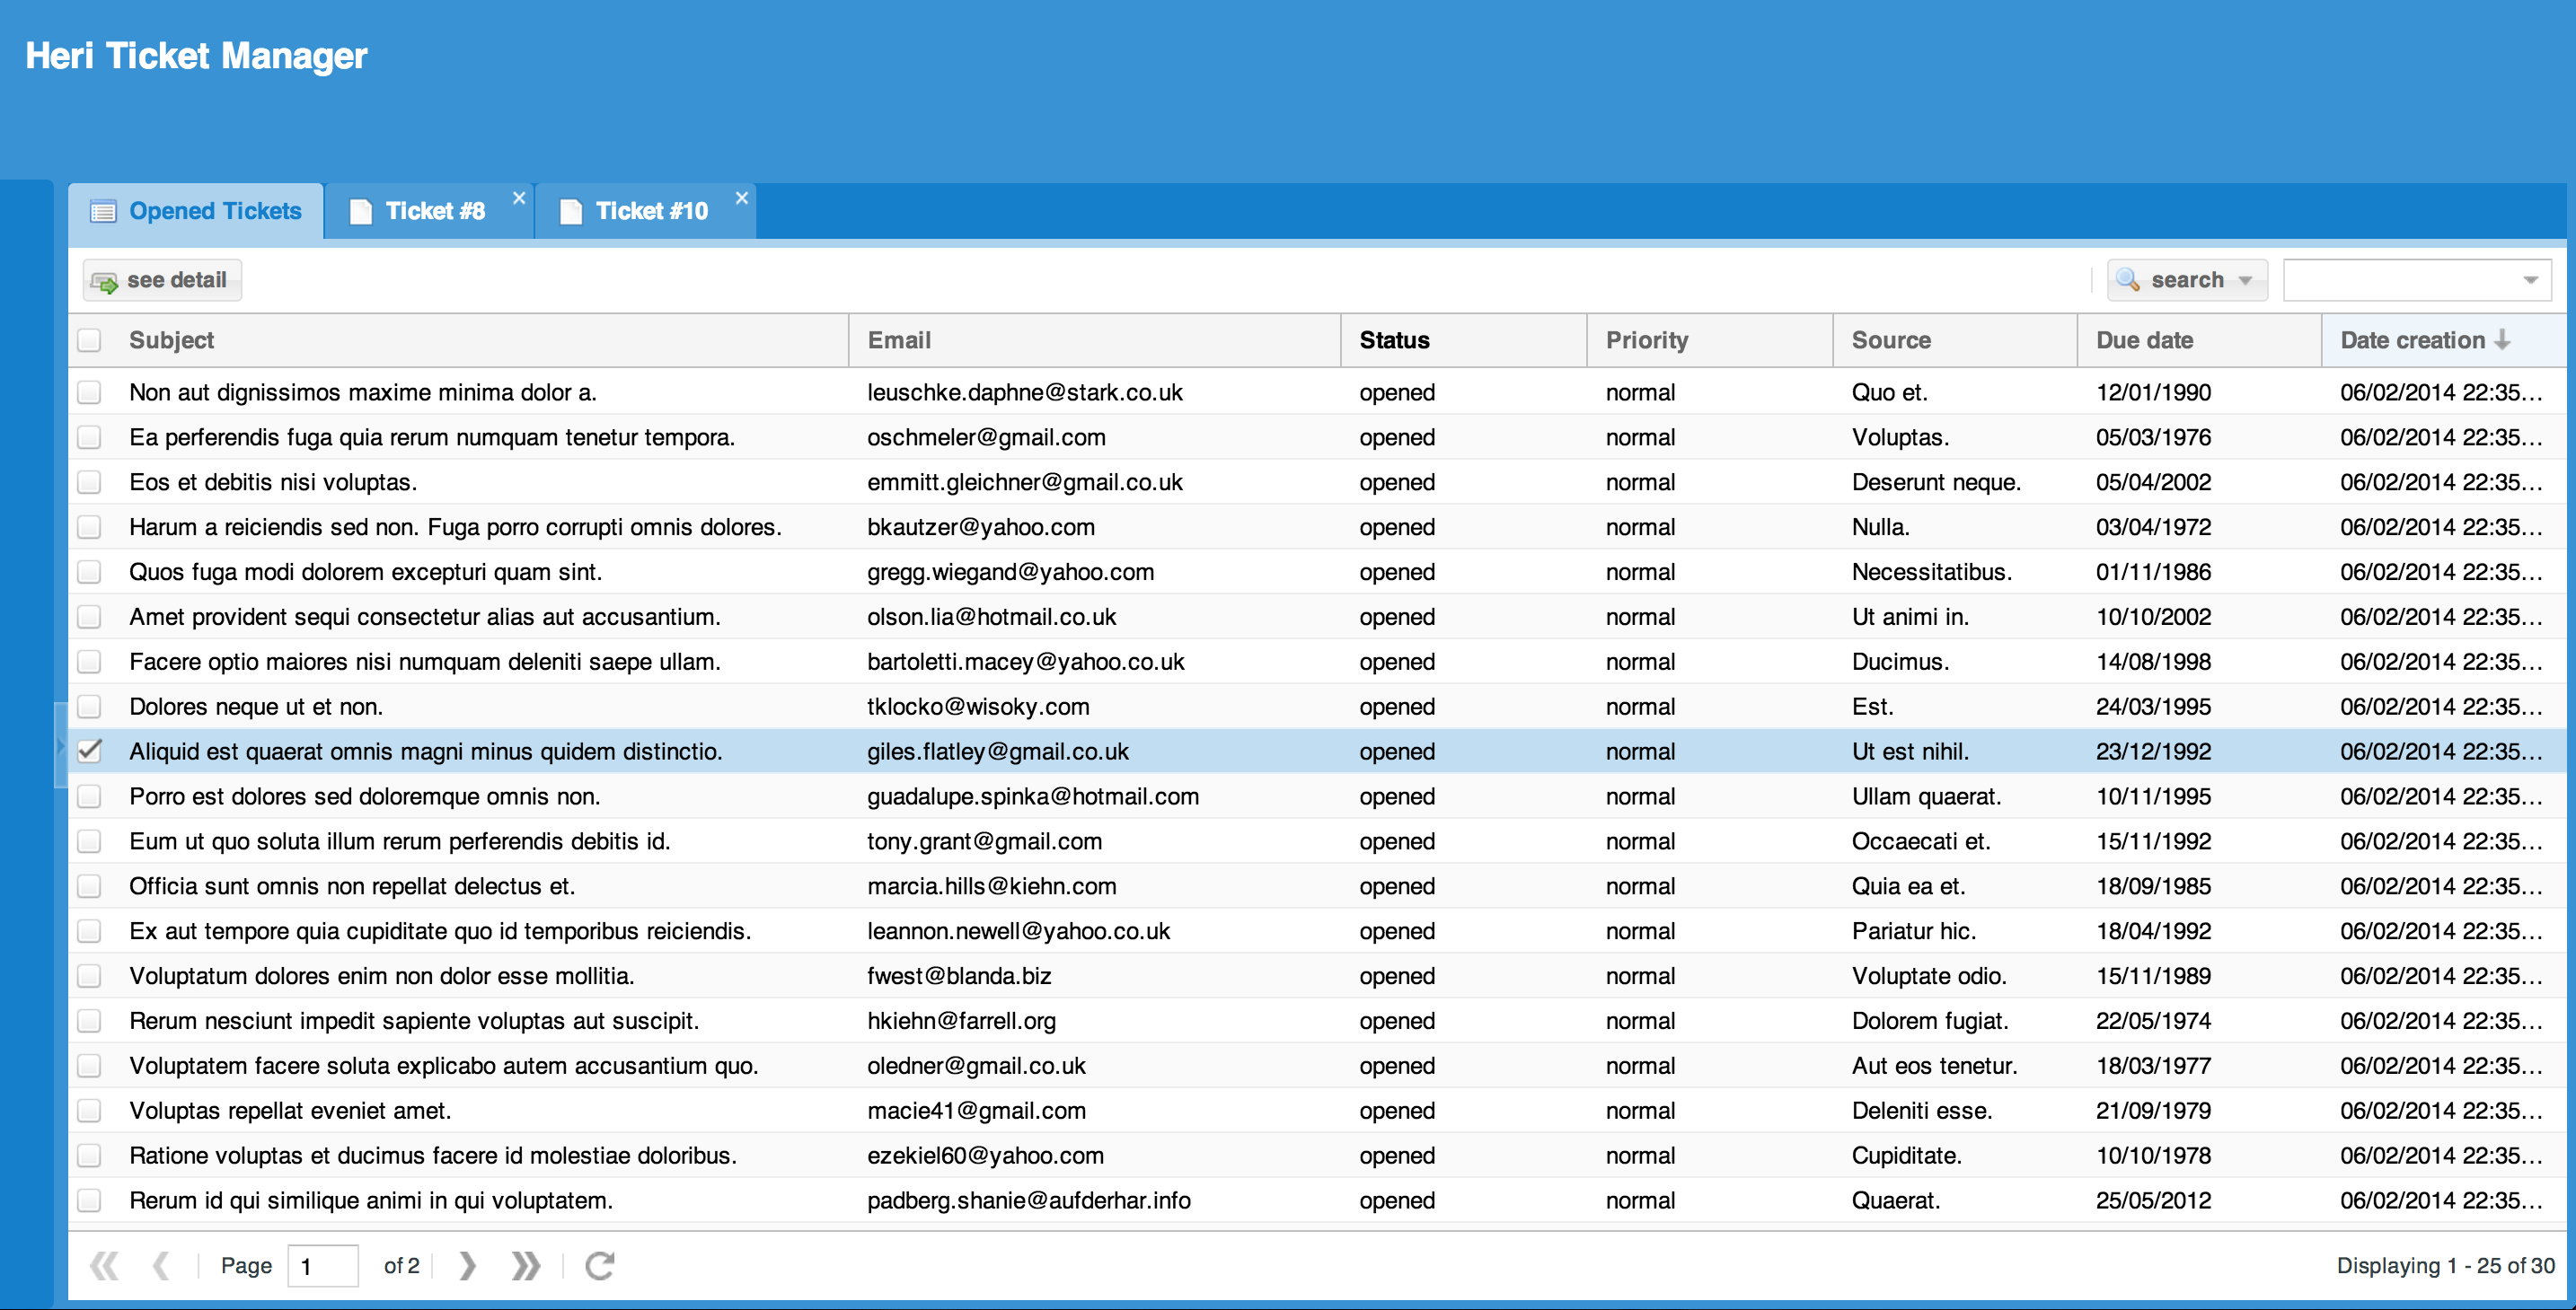 Heri Ticket Manager
Opened Tickets Ticket #8 Ticket #10
see detail search
Subject Email Status Priority Source Due date Date creation
Non aut dignissimos maxime minima dolor a. leuschke.daphne@stark.co.uk opened normal Quo et. 12/01/1990 06/02/2014 22:35...
Ea perferendis fuga quia rerum numquam tenetur tempora. oschmeler@gmail.com opened normal Voluptas. 05/03/1976 06/02/2014 22:35...
Eos et debitis nisi voluptas. emmitt.gleichner@gmail.co.uk opened normal Deserunt neque. 05/04/2002 06/02/2014 22:35...
Harum a reiciendis sed non. Fuga porro corrupti omnis dolores. bkautzer@yahoo.com opened normal Nulla. 03/04/1972 06/02/2014 22:35...
Quos fuga modi dolorem excepturi quam sint. gregg.wiegand@yahoo.com opened normal Necessitatibus. 01/11/1986 06/02/2014 22:35...
Amet provident sequi consectetur alias aut accusantium. olson.lia@hotmail.co.uk opened normal Ut animi in. 10/10/2002 06/02/2014 22:35...
Facere optio maiores nisi numquam deleniti saepe ullam. bartoletti.macey@yahoo.co.uk opened normal Ducimus. 14/08/1998 06/02/2014 22:35...
Dolores neque ut et non. tklocko@wisoky.com opened normal Est. 24/03/1995 06/02/2014 22:35...
Aliquid est quaerat omnis magni minus quidem distinctio. giles.flatley@gmail.co.uk opened normal Ut est nihil. 23/12/1992 06/02/2014 22:35...
Porro est dolores sed doloremque omnis non. guadalupe.spinka@hotmail.com opened normal Ullam quaerat. 10/11/1995 06/02/2014 22:35...
Eum ut quo soluta illum rerum perferendis debitis id. tony.grant@gmail.com opened normal Occaecati et. 15/11/1992 06/02/2014 22:35...
Officia sunt omnis non repellat delectus et. marcia.hills@kiehn.com opened normal Quia ea et. 18/09/1985 06/02/2014 22:35...
Ex aut tempore quia cupiditate quo id temporibus reiciendis. leannon.newell@yahoo.co.uk opened normal Pariatur hic. 18/04/1992 06/02/2014 22:35...
Voluptatum dolores enim non dolor esse mollitia. fwest@blanda.biz opened normal Voluptate odio. 15/11/1989 06/02/2014 22:35...
Rerum nesciunt impedit sapiente voluptas aut suscipit. hkiehn@farrell.org opened normal Dolorem fugiat. 22/05/1974 06/02/2014 22:35...
Voluptatem facere soluta explicabo autem accusantium quo. oledner@gmail.co.uk opened normal Aut eos tenetur. 18/03/1977 06/02/2014 22:35...
Voluptas repellat eveniet amet. macie41@gmail.com opened normal Deleniti esse. 21/09/1979 06/02/2014 22:35...
Ratione voluptas et ducimus facere id molestiae doloribus. ezekiel60@yahoo.com opened normal Cupiditate. 10/10/1978 06/02/2014 22:35...
Rerum id qui similique animi in qui voluptatem. padberg.shanie@aufderhar.info opened normal Quaerat. 25/05/2012 06/02/2014 22:35...
Page 1 of 2 Displaying 1 - 25 of 30